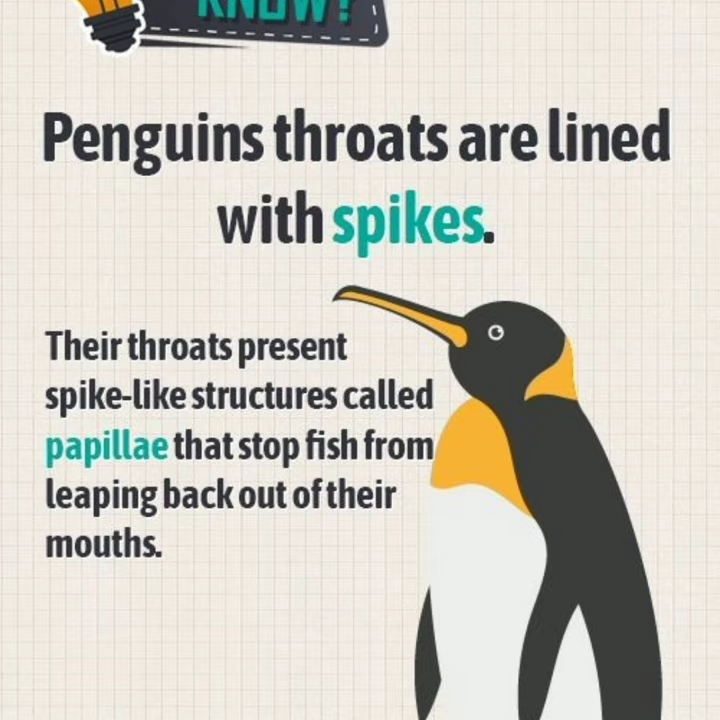 KNOW?
Penguins throats are lined
with spikes.
Their throats present
spike-like structures called
papillae that stop fish from
leaping back out of their
mouths.